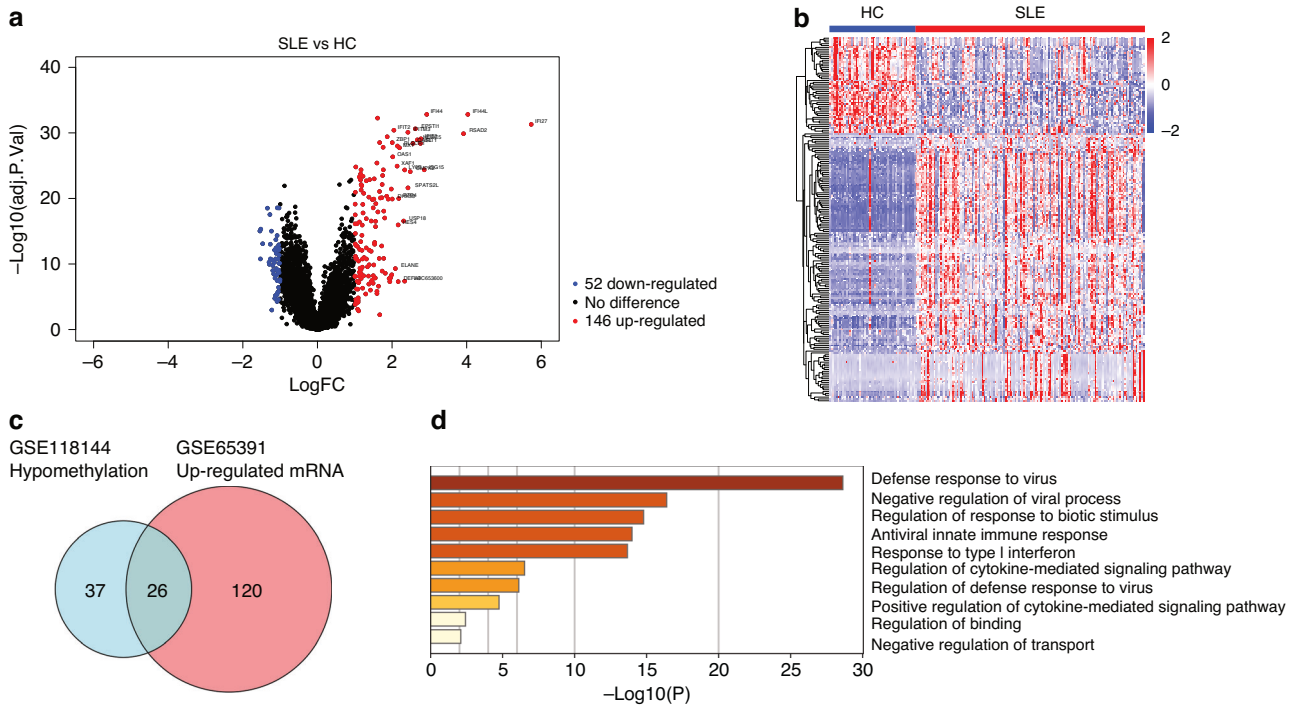 a
SLE vs HC
−Log10(adj.P.Val)
40
30
20
10
0
IFI44
IFI44L
IFI27
RSAD2
IFIT3
EPSTI1
OAS1
XAF1
ISG15
SPATS2L
USP18
ELANE
−6
−4
−2
0
2
4
6
LogFC
52 down-regulated
No difference
146 up-regulated
b
HC
SLE
2
0
−2
c
GSE118144
Hypomethylation
GSE65391
Up-regulated mRNA
37
26
120
d
Defense response to virus
Negative regulation of viral process
Regulation of response to biotic stimulus
Antiviral innate immune response
Response to type I interferon
Regulation of cytokine-mediated signaling pathway
Regulation of defense response to virus
Positive regulation of cytokine-mediated signaling pathway
Regulation of binding
Negative regulation of transport
0
5
10
15
20
25
30
−Log10(P)